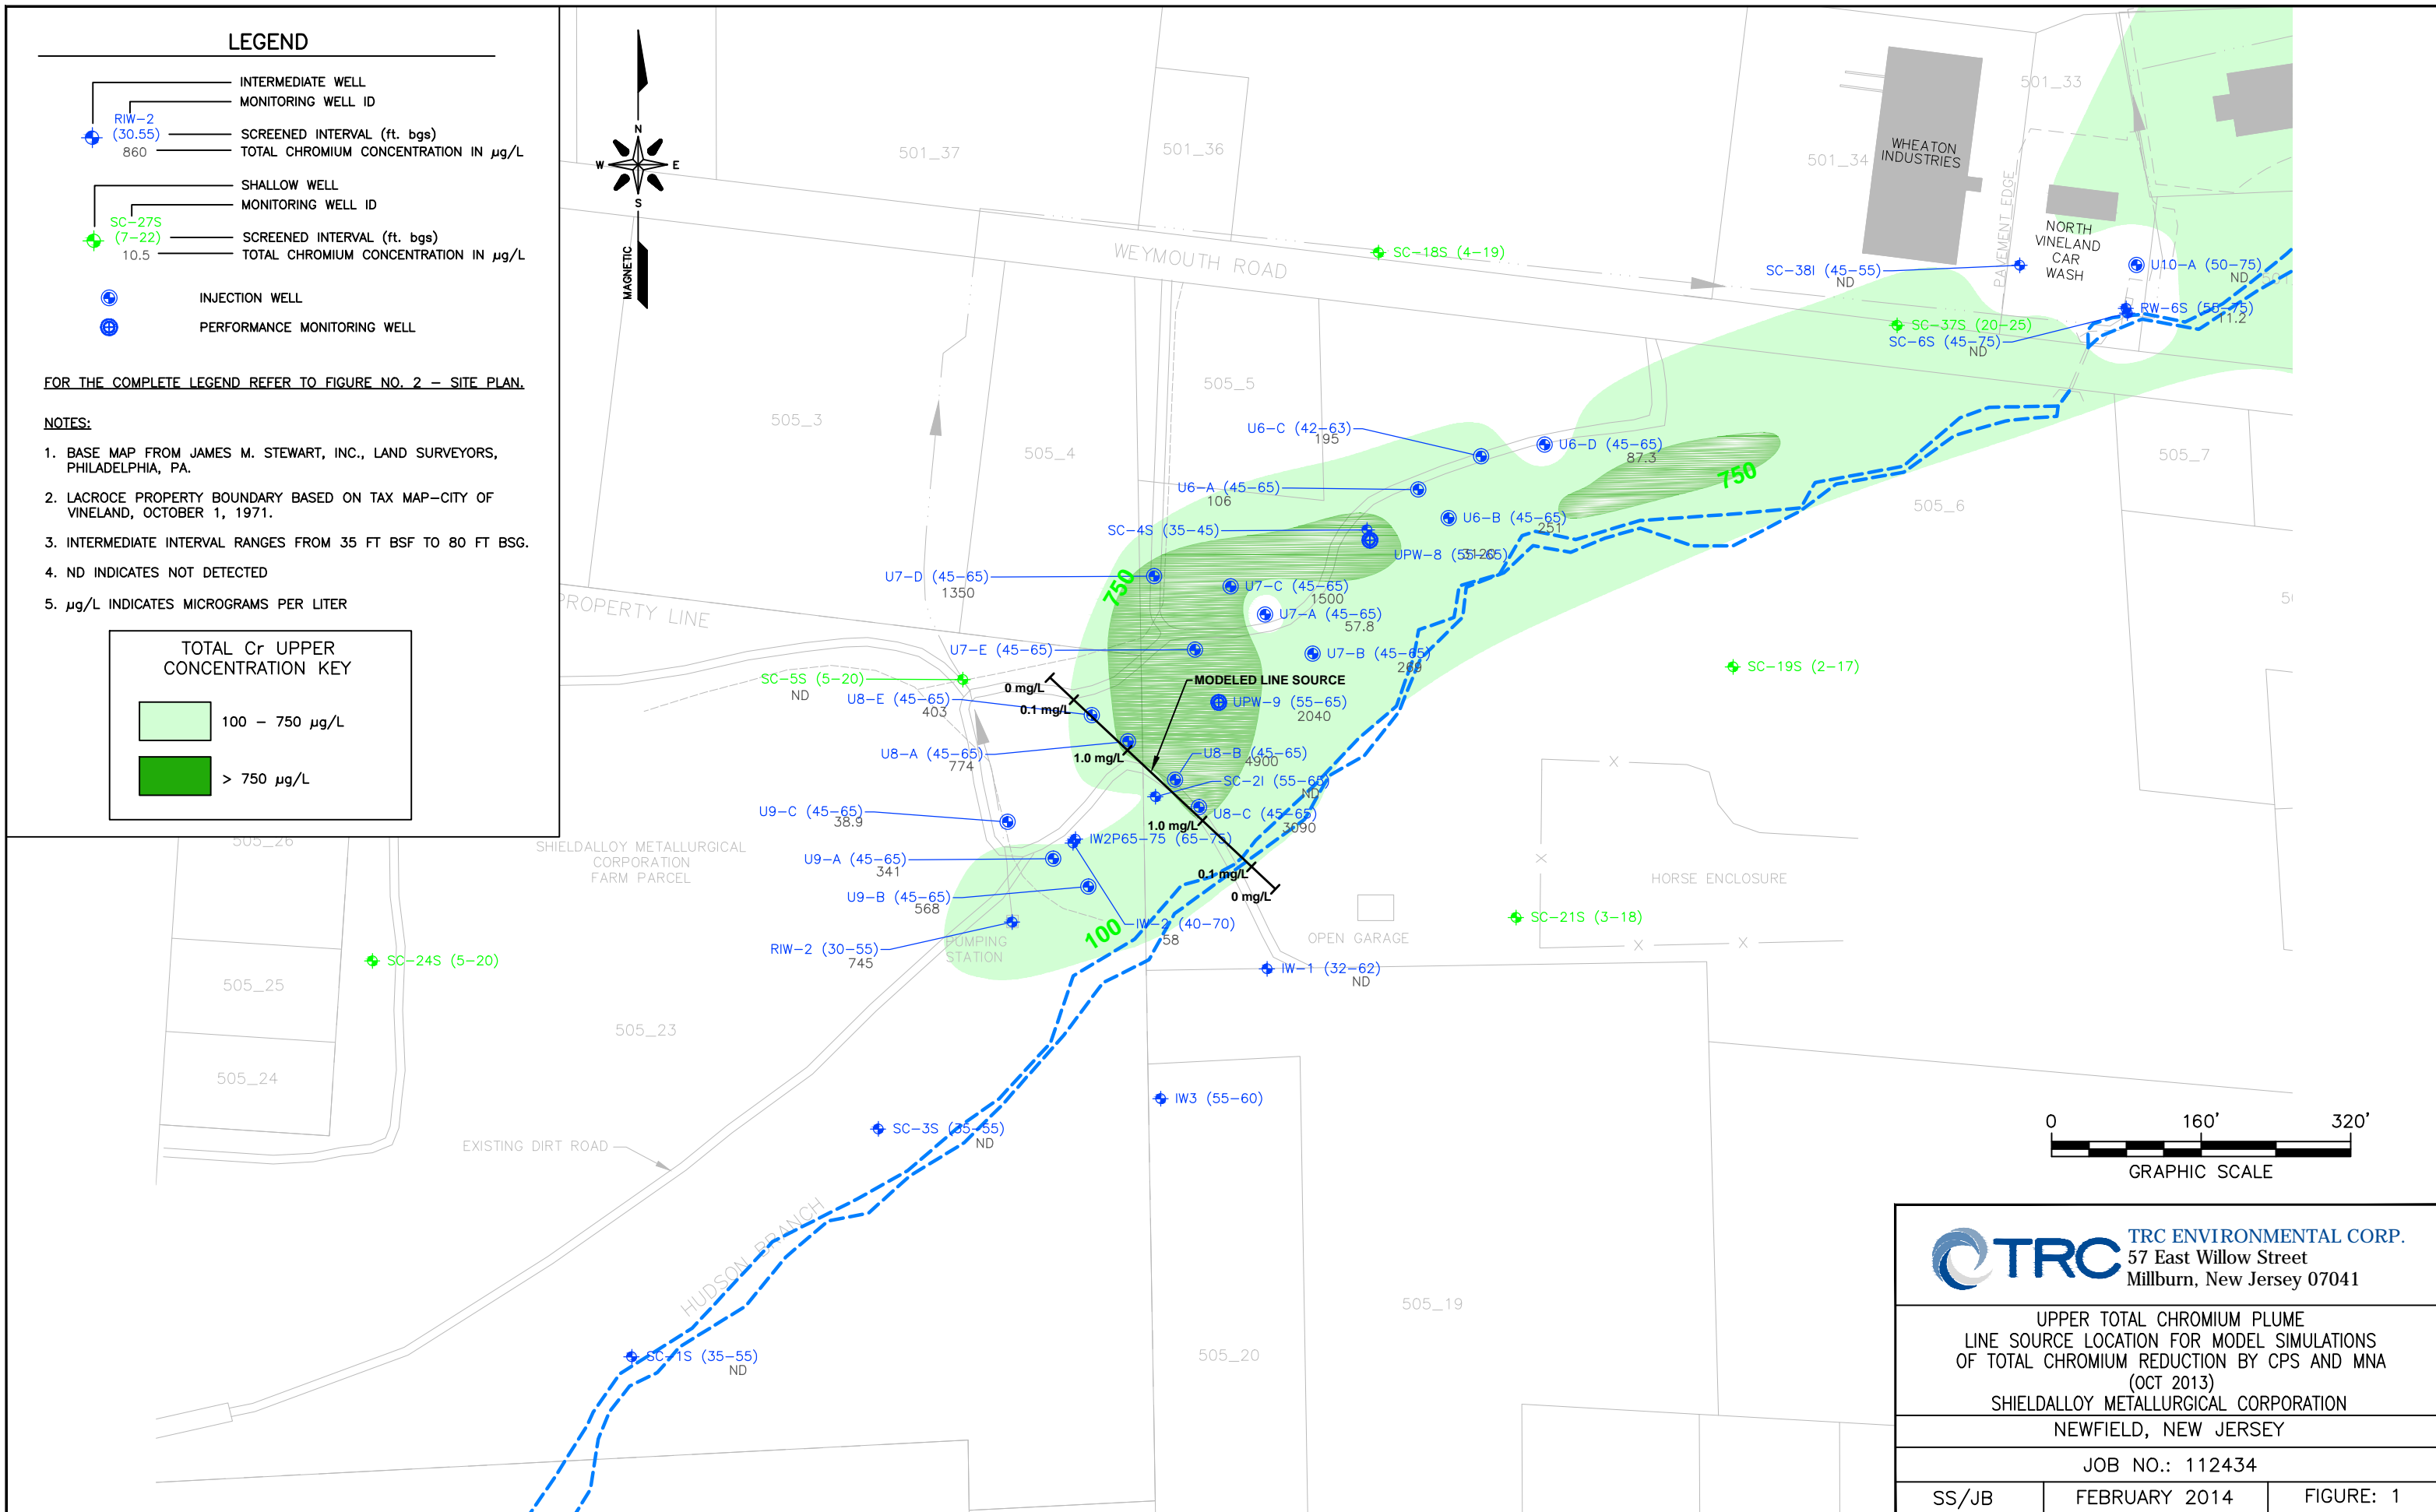 LEGEND
INTERMEDIATE WELL
MONITORING WELL ID
RIW-2
(30.55)
SCREENED INTERVAL (ft. bgs)
860
TOTAL CHROMIUM CONCENTRATION IN µg/L
SHALLOW WELL
MONITORING WELL ID
SC-27S
(7-22)
SCREENED INTERVAL (ft. bgs)
10.5
TOTAL CHROMIUM CONCENTRATION IN µg/L
INJECTION WELL
PERFORMANCE MONITORING WELL
FOR THE COMPLETE LEGEND REFER TO FIGURE NO. 2 – SITE PLAN.
NOTES:
1. BASE MAP FROM JAMES M. STEWART, INC., LAND SURVEYORS,
PHILADELPHIA, PA.
2. LACROCE PROPERTY BOUNDARY BASED ON TAX MAP-CITY OF
VINELAND, OCTOBER 1, 1971.
3. INTERMEDIATE INTERVAL RANGES FROM 35 FT BSF TO 80 FT BSG.
4. ND INDICATES NOT DETECTED
5. µg/L INDICATES MICROGRAMS PER LITER
TOTAL Cr UPPER
CONCENTRATION KEY
100 – 750 µg/L
> 750 µg/L
N
W
E
S
MAGNETIC
501_37
501_36
501_34
501_33
WHEATON
INDUSTRIES
PAVEMENT EDGE
NORTH
VINELAND
CAR
WASH
WEYMOUTH ROAD
SC-18S (4-19)
SC-38I (45-55)
ND
U10-A (50-75)
ND
SC-37S (20-25)
RW-6S (55-75)
11.2
SC-6S (45-75)
ND
505_3
505_4
505_5
505_6
505_7
U6-C (42-63)
195
U6-D (45-65)
87.3
U6-A (45-65)
106
U6-B (45-65)
251
SC-4S (35-45)
UPW-8 (55-65)
3120
750
750
U7-D (45-65)
1350
U7-C (45-65)
1500
U7-A (45-65)
57.8
U7-E (45-65)
U7-B (45-65)
269
PROPERTY LINE
SC-5S (5-20)
ND
SC-19S (2-17)
0 mg/L
0.1 mg/L
MODELED LINE SOURCE
U8-E (45-65)
403
UPW-9 (55-65)
2040
U8-A (45-65)
774
1.0 mg/L
U8-B (45-65)
4900
SC-2I (55-65)
ND
U9-C (45-65)
38.9
1.0 mg/L
U8-C (45-65)
3090
IW2P65-75 (65-75)
U9-A (45-65)
341
0.1 mg/L
0 mg/L
U9-B (45-65)
568
IW-2 (40-70)
58
100
RIW-2 (30-55)
745
PUMPING
STATION
OPEN GARAGE
HORSE ENCLOSURE
X
X
X
X
X
SC-21S (3-18)
IW-1 (32-62)
ND
505_26
SHIELDALLOY METALLURGICAL
CORPORATION
FARM PARCEL
SC-24S (5-20)
505_25
505_23
505_24
IW3 (55-60)
SC-3S (35-55)
ND
EXISTING DIRT ROAD
HUDSON BRANCH
505_19
505_20
SC-1S (35-55)
ND
0
160'
320'
GRAPHIC SCALE
TRC
TRC ENVIRONMENTAL CORP.
57 East Willow Street
Millburn, New Jersey 07041
UPPER TOTAL CHROMIUM PLUME
LINE SOURCE LOCATION FOR MODEL SIMULATIONS
OF TOTAL CHROMIUM REDUCTION BY CPS AND MNA
(OCT 2013)
SHIELDALLOY METALLURGICAL CORPORATION
NEWFIELD, NEW JERSEY
JOB NO.: 112434
SS/JB
FEBRUARY 2014
FIGURE: 1